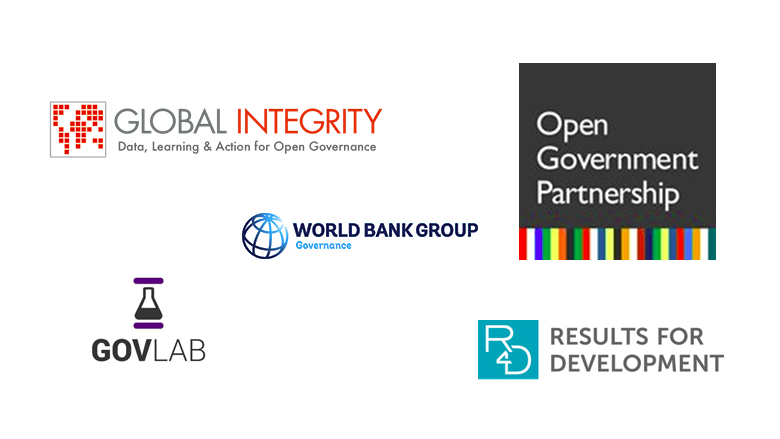 GLOBAL INTEGRITY
Data, Learning & Action for Open Governance
Open
Government
Partnership
WORLD BANK GROUP
Governance
GOVLAB
R4D
RESULTS FOR
DEVELOPMENT